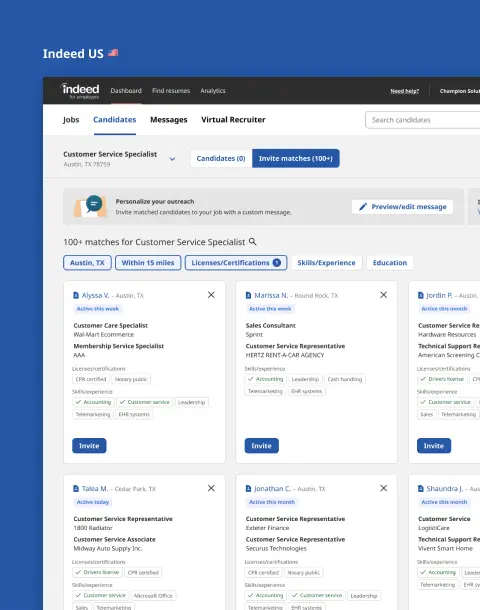 Indeed US
indeed
for employers
Dashboard
Find resumes
Analytics
Need help?
Champion Solut
Jobs
Candidates
Messages
Virtual Recruiter
Search candidates
Customer Service Specialist
Austin, TX 78759
Candidates (0)
Invite matches (100+)
Personalize your outreach
Invite matched candidates to your job with a custom message.
Preview/edit message
100+ matches for Customer Service Specialist
Austin, TX
Within 15 miles
Licenses/Certifications 1
Skills/Experience
Education
Alyssa V. – Austin, TX
Active this week
Customer Care Specialist
Wal-Mart Ecommerce
Membership Service Specialist
AAA
Licenses/certifications
CPR certified
Notary public
Skills/experience
Accounting
Customer service
Leadership
Telemarketing
EHR systems
Invite
Marissa N. – Round Rock, TX
Active this week
Sales Consultant
Sprint
Customer Service Representative
HERTZ RENT-A-CAR AGENCY
Skills/experience
Accounting
Leadership
Cash handling
Telemarketing
EHR systems
Invite
Jordin P. – Austin,
Active this month
Customer Service Re
Hardware Resources
Technical Support Re
American Screening C
Licenses/certifications
Drivers license
CP
Skills/experience
Customer service
Sales
Telemarketing
Invite
Talea M. – Cedar Park, TX
Active today
Customer Service Representative
1800 Radiator
Customer Service Associate
Midway Auto Supply Inc.
Licenses/certifications
Drivers license
CPR certified
Skills/experience
Customer service
Microsoft Office
Sales
Telemarketing
Jonathan C. – Austin, TX
Active this month
Customer Service Representative
Exteter Finance
Customer Service Representative
Securus Technologies
Licenses/certifications
CPR certified
Notary public
Skills/experience
Accounting
Customer service
Leadership
Telemarketing
EHR systems
Shaundra J. – Aus
Active this month
Customer Service
LogistiCare
Technical Support Re
Vivent Smart Home
Skills/experience
Accounting
Leade
Telemarketing
EHR